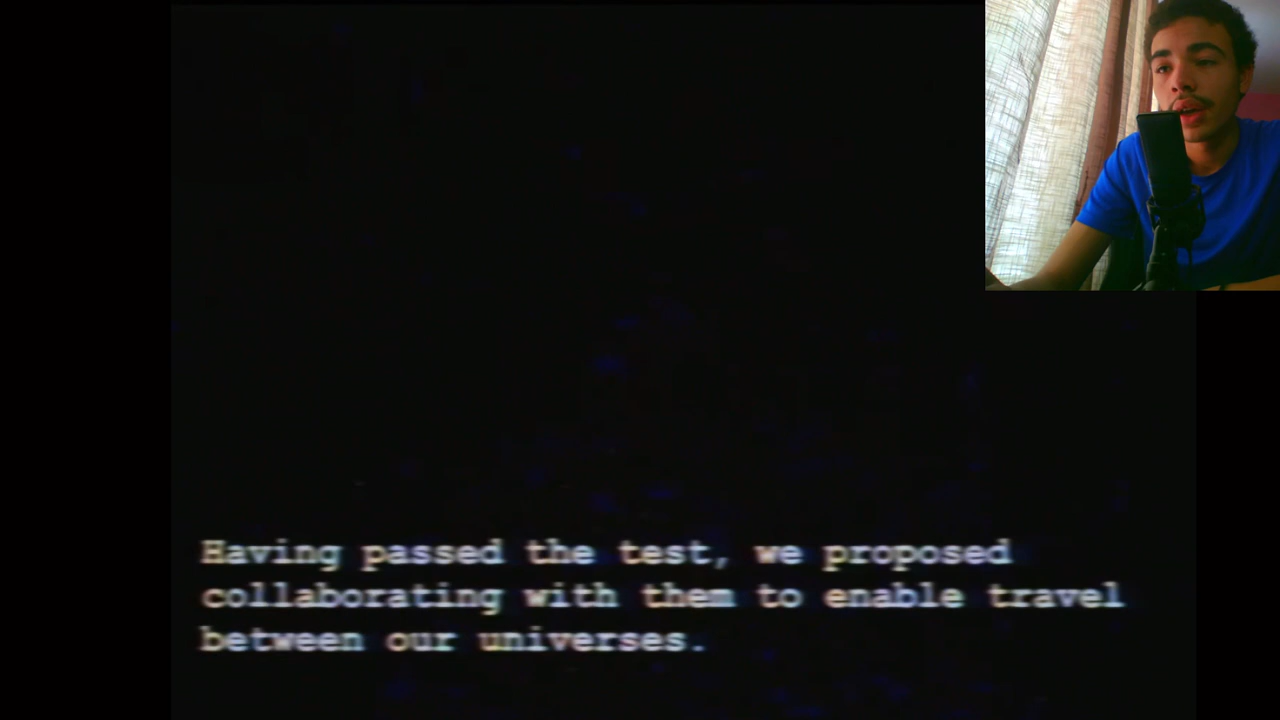 Having passed the test, we proposed
collaborating with them to enable travel
between our universes.